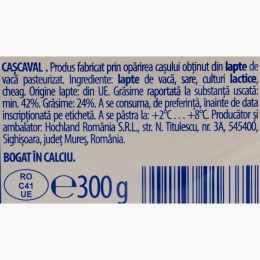 CAȘCAVAL. Produs fabricat prin opărirea cașului obținut din lapte de
vacă pasteurizat. Ingrediente: lapte de vacă, sare, culturi lactice,
cheag. Origine lapte: din UE. Grăsime raportată la substanța uscată:
min. 42%. Grăsime: 24%. A se consuma, de preferință, înainte de data
inscripționată pe etichetă. A se păstra la: +2°C... +8°C. Producător și
ambalator: Hochland România S.R.L., str. N. Titulescu, nr. 3A, 545400,
Sighișoara, județ Mureș, România.
BOGAT ÎN CALCIU.
RO
C41
UE
℮ 300 g